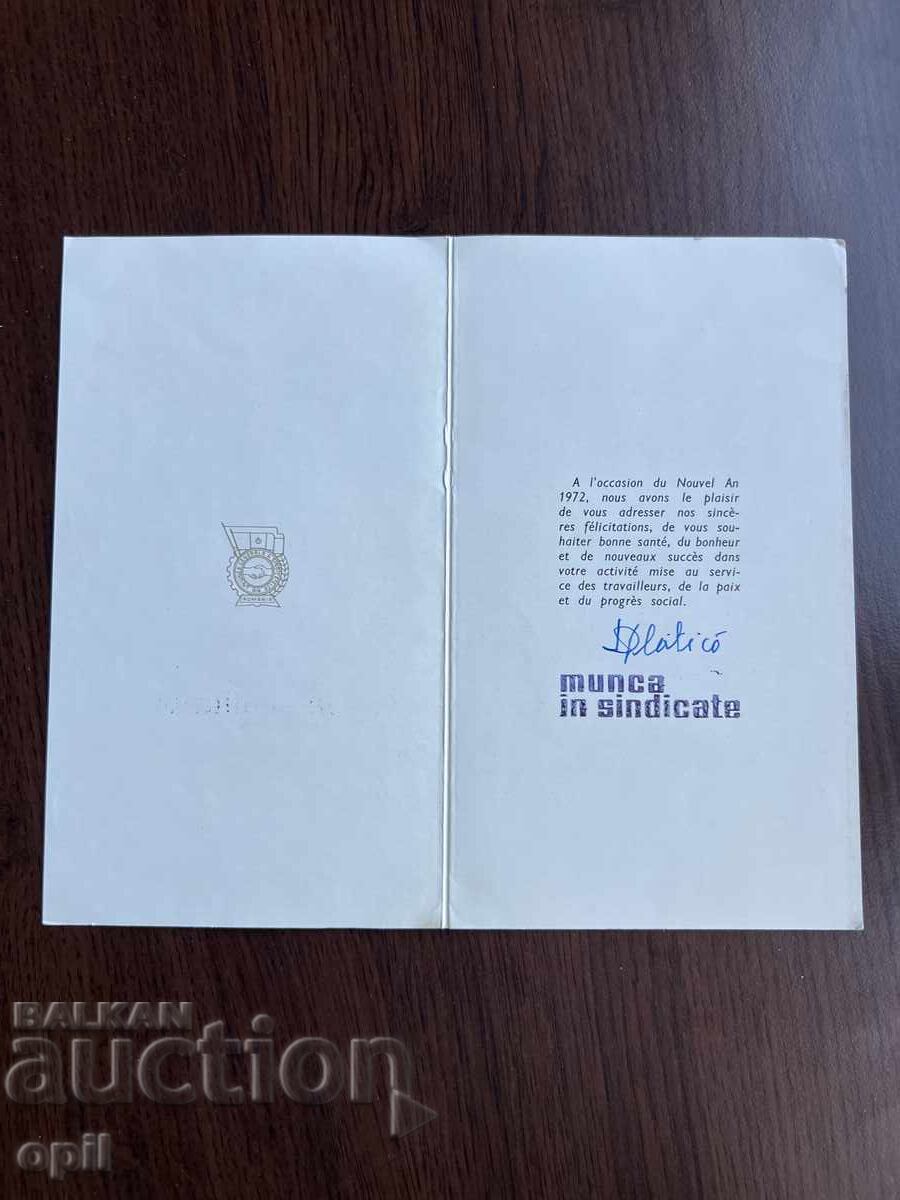 A l'occasion du Nouvel An
1972, nous avons le plaisir
de vous adresser nos sincè-
res félicitations, de vous sou-
haiter bonne santé, du bonheur
et de nouveaux succès dans
votre activité mise au servi-
ce des travailleurs, de la paix
et du progrès social.
munca
in sindicate
ROMANIA
BALKAN
auction
opil